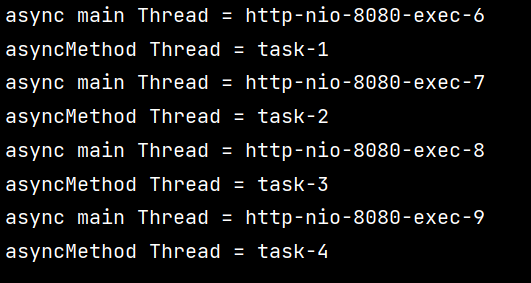 async main Thread = http-nio-8080-exec-6
asyncMethod Thread = task-1
async main Thread = http-nio-8080-exec-7
asyncMethod Thread = task-2
async main Thread = http-nio-8080-exec-8
asyncMethod Thread = task-3
async main Thread = http-nio-8080-exec-9
asyncMethod Thread = task-4